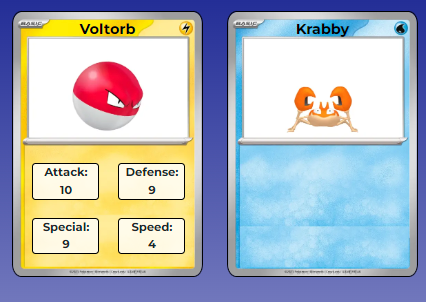 BASIC
Voltorb
Attack:
10
Defense:
9
Special:
9
Speed:
4
BASIC
Krabby